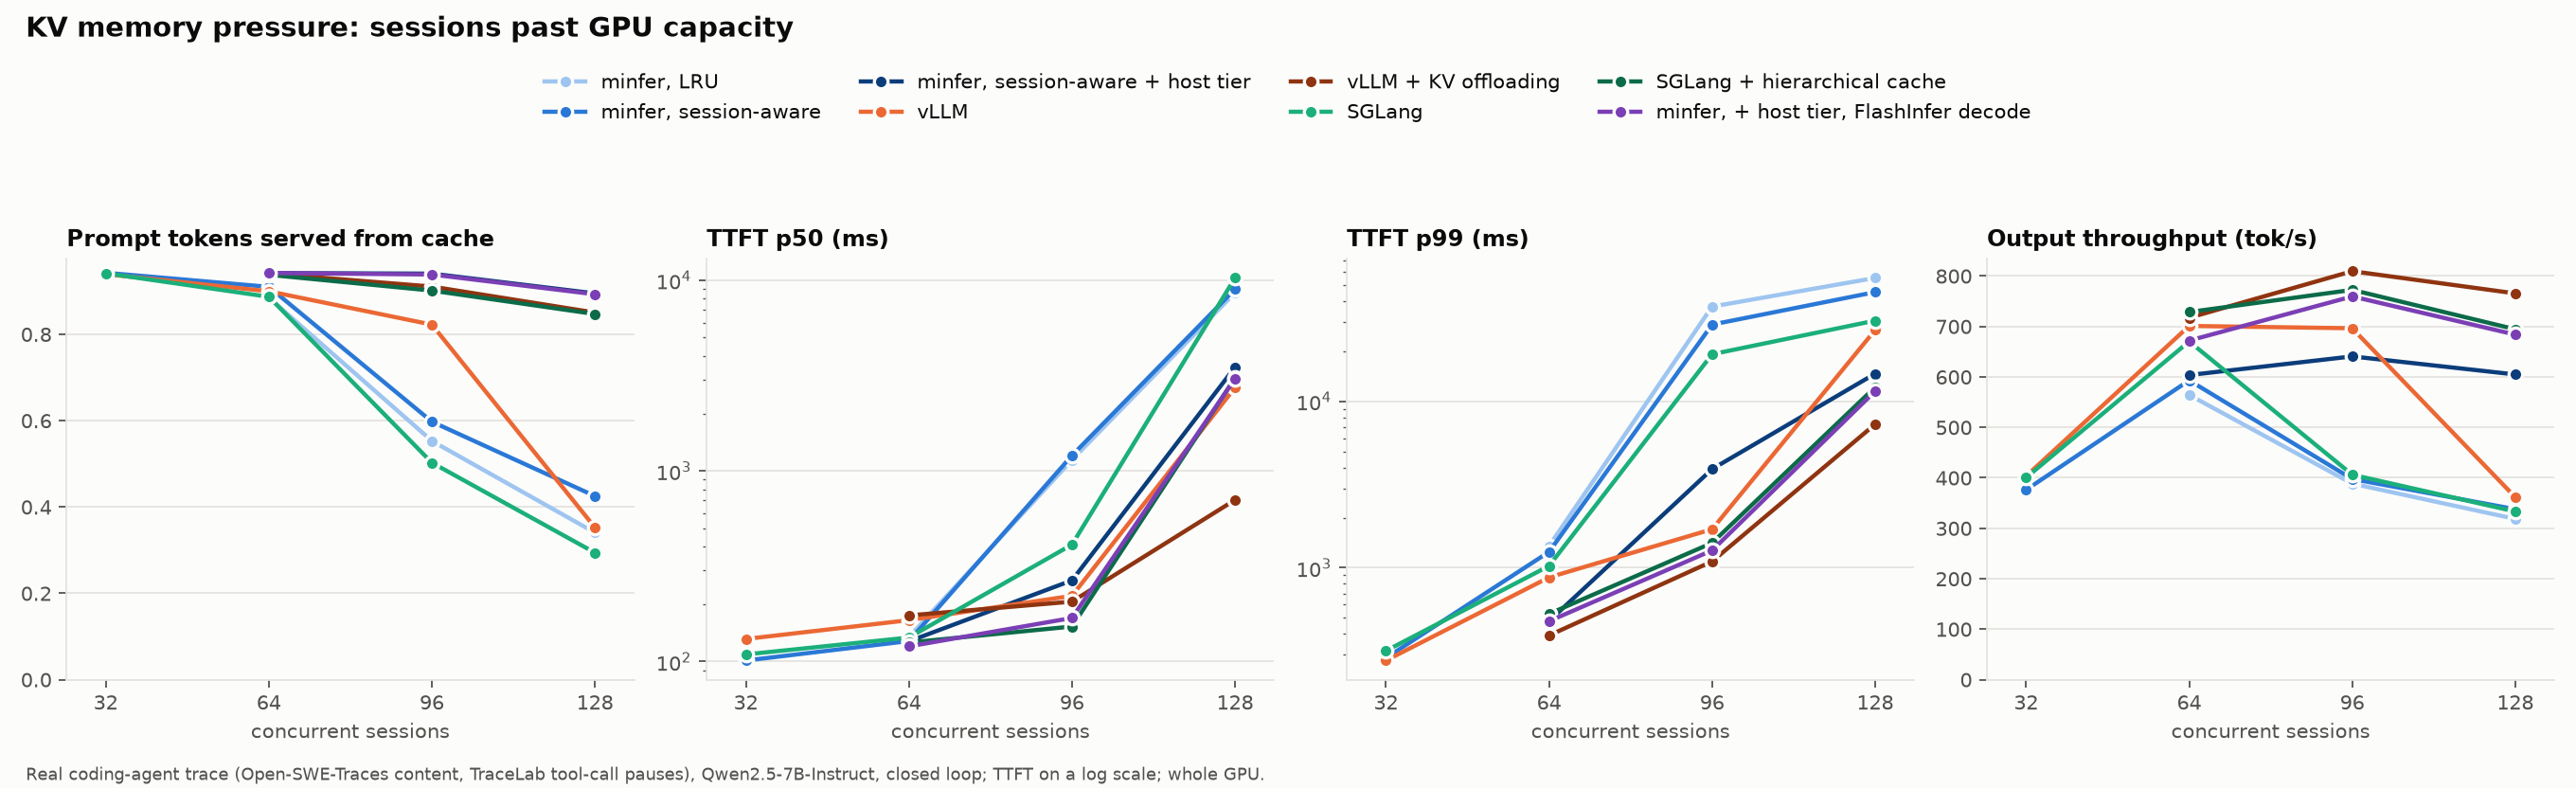 KV memory pressure: sessions past GPU capacity
minfer, LRU
minfer, session-aware
minfer, session-aware + host tier
vLLM
vLLM + KV offloading
SGLang
SGLang + hierarchical cache
minfer, + host tier, FlashInfer decode
Prompt tokens served from cache
0.8
0.6
0.4
0.2
0.0
32 64 96 128
concurrent sessions
TTFT p50 (ms)
10⁴
10³
10²
32 64 96 128
concurrent sessions
TTFT p99 (ms)
10⁴
10³
32 64 96 128
concurrent sessions
Output throughput (tok/s)
800
700
600
500
400
300
200
100
0
32 64 96 128
concurrent sessions
Real coding-agent trace (Open-SWE-Traces content, TraceLab tool-call pauses), Qwen2.5-7B-Instruct, closed loop; TTFT on a log scale; whole GPU.